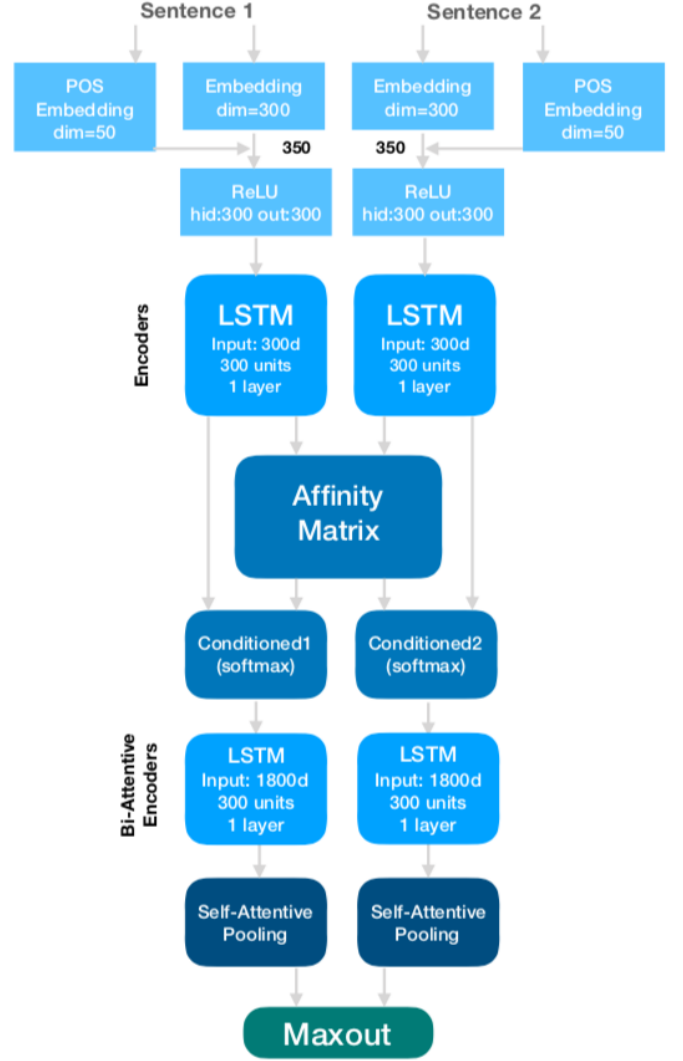 Sentence 1
Sentence 2
POS
Embedding
dim=50
Embedding
dim=300
Embedding
dim=300
POS
Embedding
dim=50
350
350
ReLU
hid:300 out:300
ReLU
hid:300 out:300
Encoders
LSTM
Input: 300d
300 units
1 layer
LSTM
Input: 300d
300 units
1 layer
Affinity
Matrix
Conditioned1
(softmax)
Conditioned2
(softmax)
Bi-Attentive
Encoders
LSTM
Input: 1800d
300 units
1 layer
LSTM
Input: 1800d
300 units
1 layer
Self-Attentive
Pooling
Self-Attentive
Pooling
Maxout